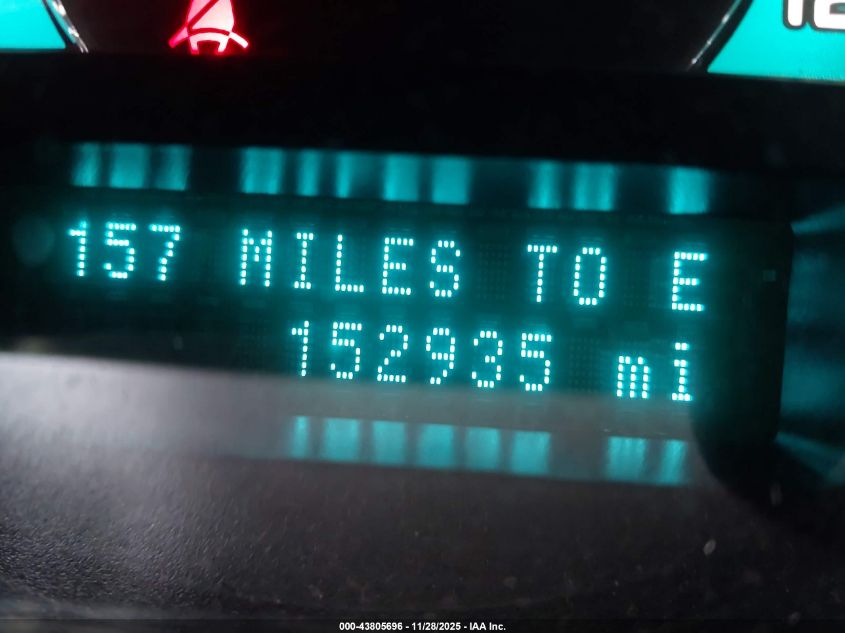 157 MILES TO E
152935 mi
000-43805696 - 11/28/2025 - IAA Inc.